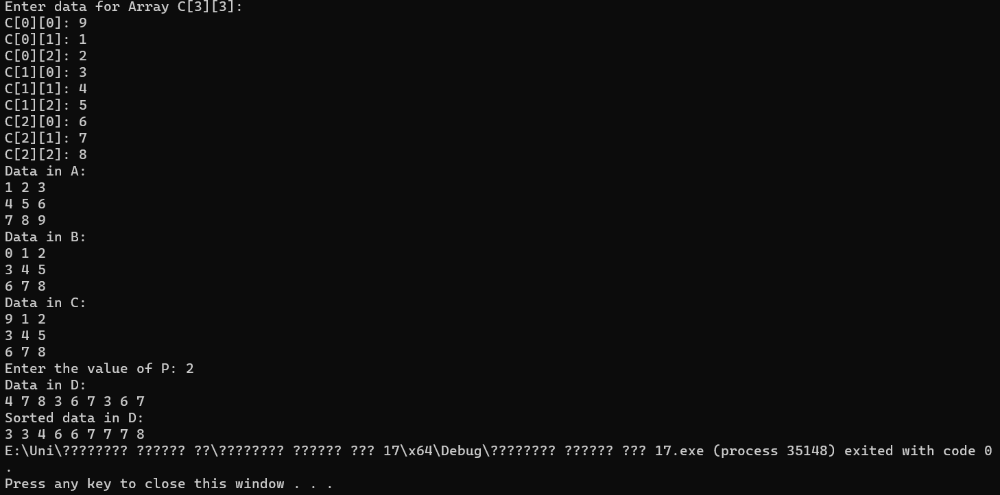 Enter data for Array C[3][3]:
C[0][0]: 9
C[0][1]: 1
C[0][2]: 2
C[1][0]: 3
C[1][1]: 4
C[1][2]: 5
C[2][0]: 6
C[2][1]: 7
C[2][2]: 8
Data in A:
1 2 3
4 5 6
7 8 9
Data in B:
0 1 2
3 4 5
6 7 8
Data in C:
9 1 2
3 4 5
6 7 8
Enter the value of P: 2
Data in D:
4 7 8 3 6 7 3 6 7
Sorted data in D:
3 3 4 6 6 7 7 7 8
E:\Uni\???????? ?????? ??\???????? ?????? ??? 17\x64\Debug\???????? ?????? ??? 17.exe (process 35148) exited with code 0
.
Press any key to close this window . . .